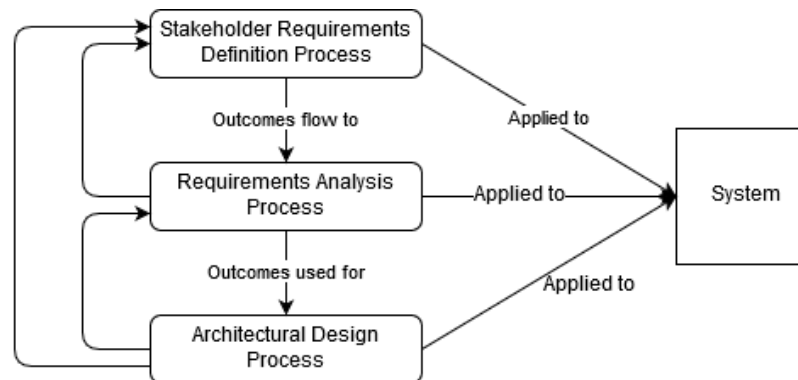 Stakeholder Requirements
Definition Process
Outcomes flow to
Applied to
Requirements Analysis
Process
Applied to
System
Outcomes used for
Applied to
Architectural Design
Process